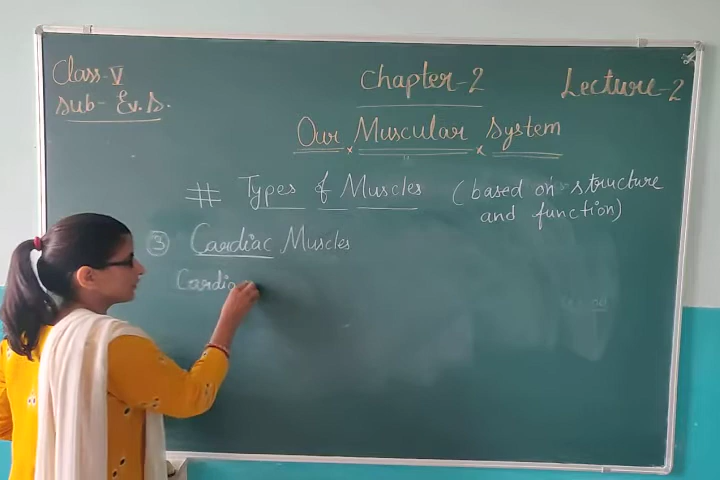 Class-V
Sub- Ev.S.
Chapter-2
Lecture-2
Our Muscular System
# Types of Muscles (based on structure
and function)
③ Cardiac Muscles
Cardia